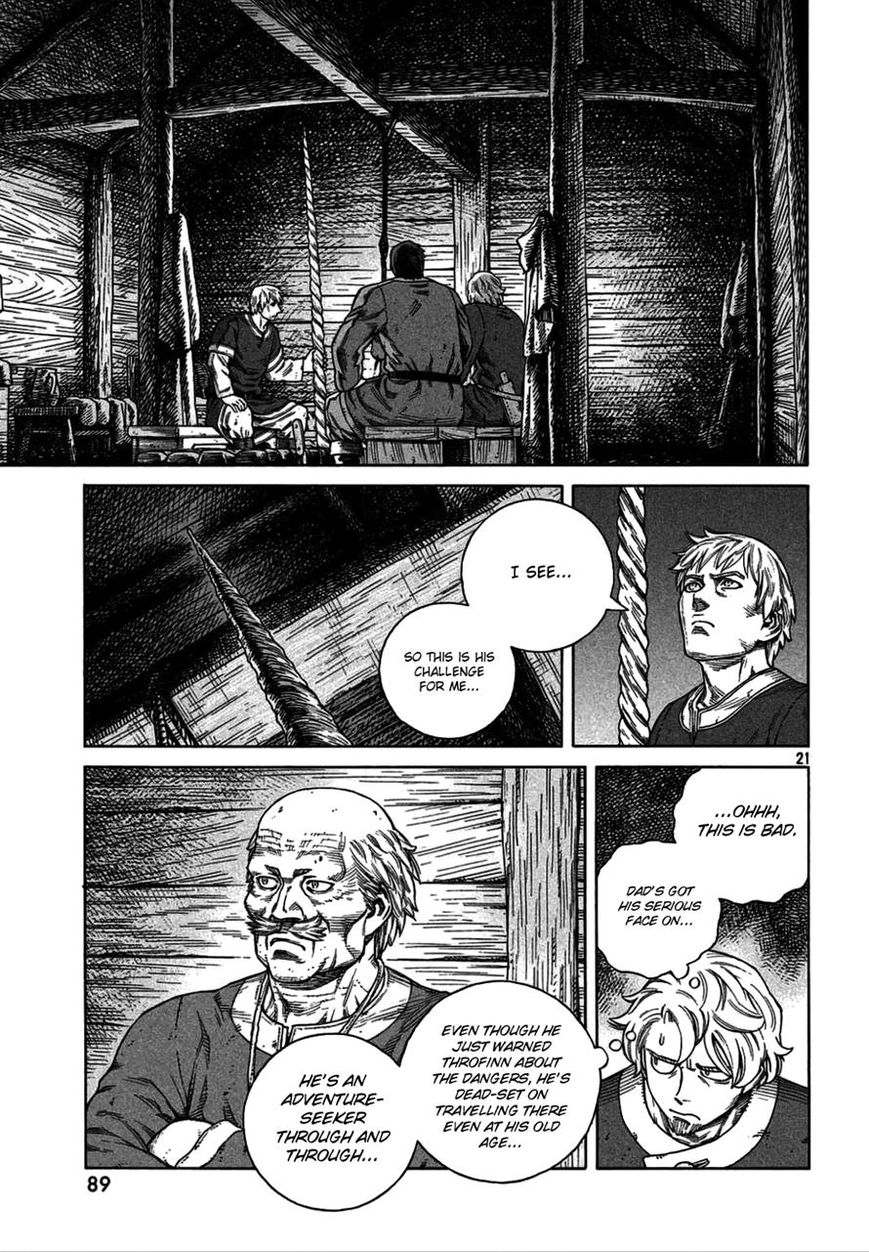 I SEE...
SO THIS IS HIS
CHALLENGE
FOR ME...
21
...OHHH,
THIS IS BAD.
DAD'S GOT
HIS SERIOUS
FACE ON...
EVEN THOUGH HE
JUST WARNED
THROFINN ABOUT
THE DANGERS, HE'S
DEAD-SET ON
TRAVELLING THERE
EVEN AT HIS OLD
AGE...
HE'S AN
ADVENTURE-
SEEKER
THROUGH AND
THROUGH...
89